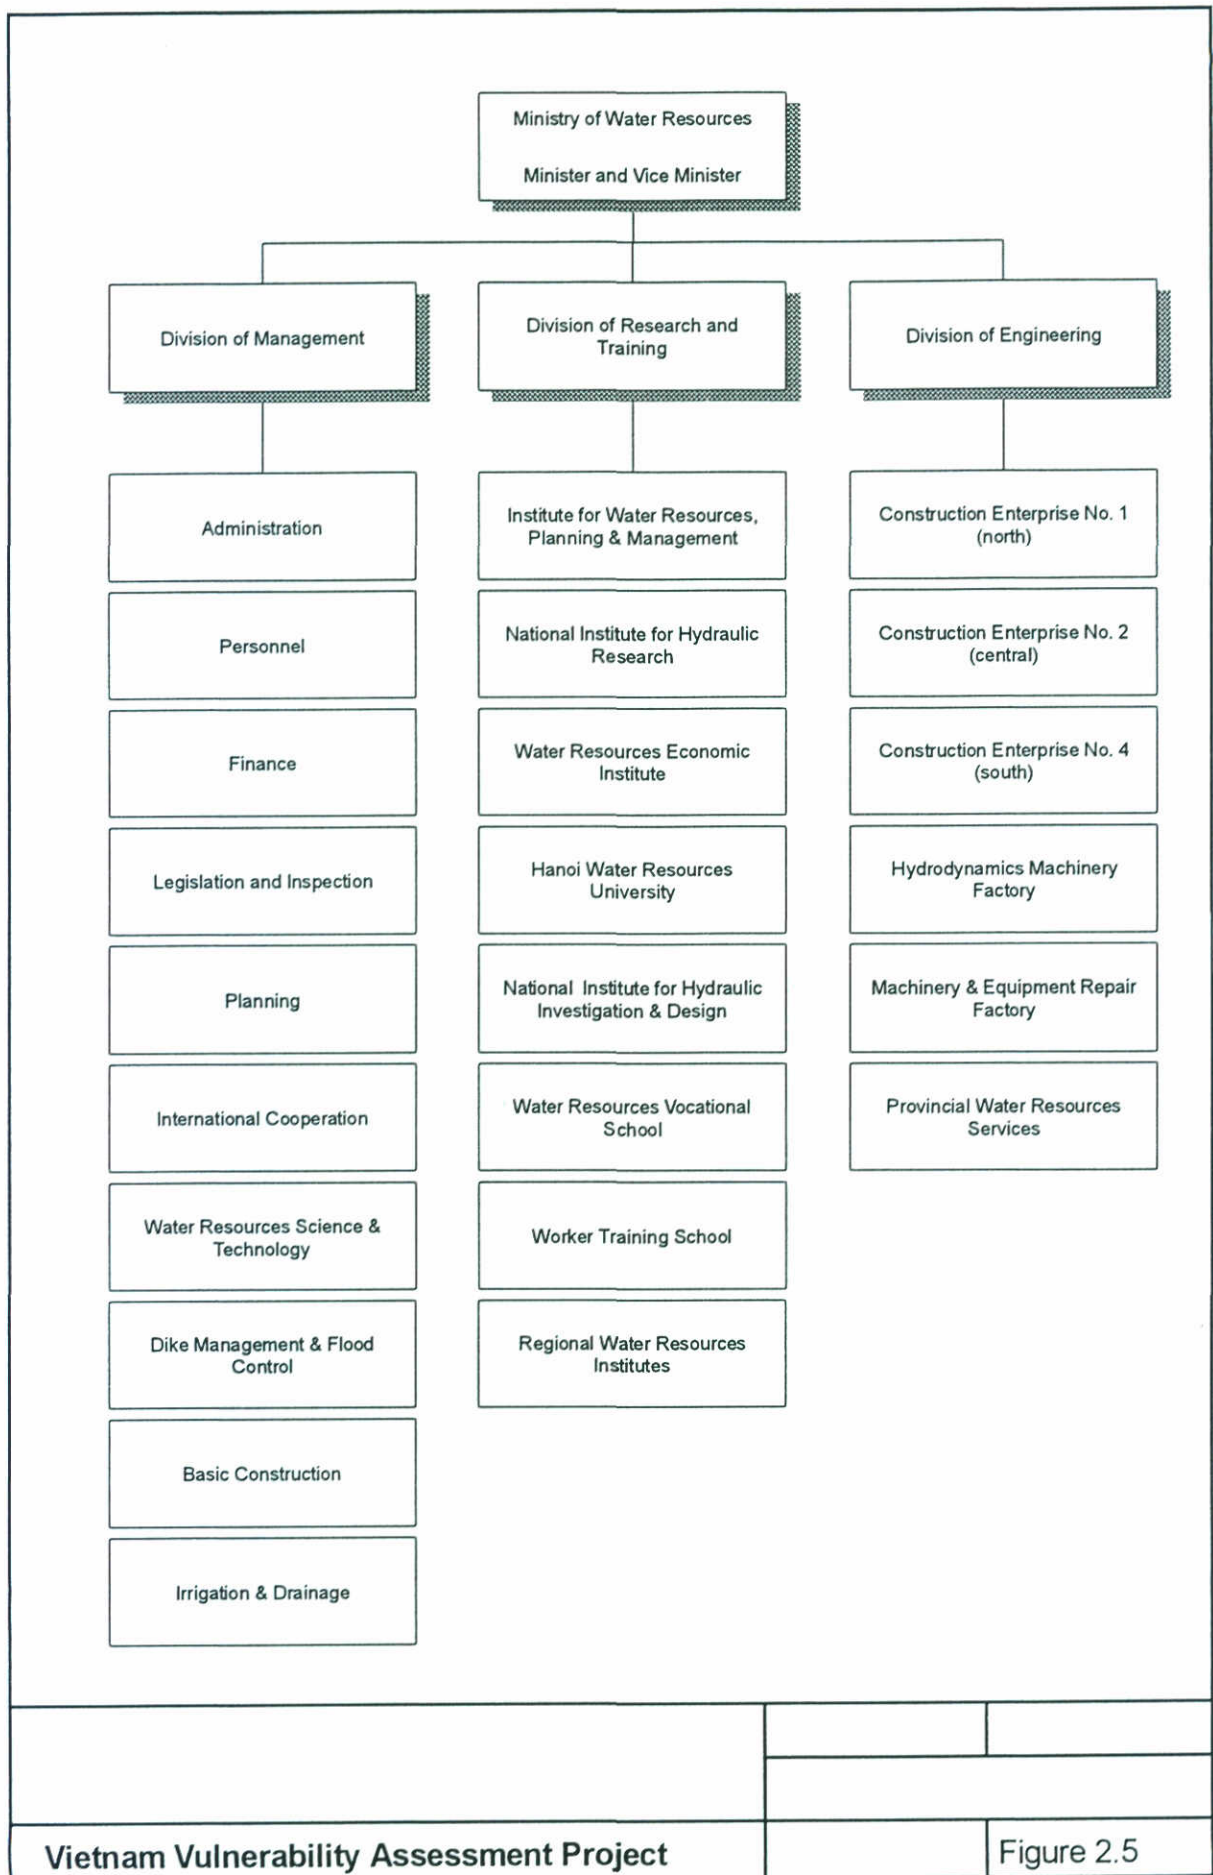 Ministry of Water Resources
Minister and Vice Minister
Division of Management
Division of Research and
Training
Division of Engineering
Administration
Personnel
Finance
Legislation and Inspection
Planning
International Cooperation
Water Resources Science &
Technology
Dike Management & Flood
Control
Basic Construction
Irrigation & Drainage
Institute for Water Resources,
Planning & Management
National Institute for Hydraulic
Research
Water Resources Economic
Institute
Hanoi Water Resources
University
National Institute for Hydraulic
Investigation & Design
Water Resources Vocational
School
Worker Training School
Regional Water Resources
Institutes
Construction Enterprise No. 1
(north)
Construction Enterprise No. 2
(central)
Construction Enterprise No. 4
(south)
Hydrodynamics Machinery
Factory
Machinery & Equipment Repair
Factory
Provincial Water Resources
Services
Vietnam Vulnerability Assessment Project
Figure 2.5